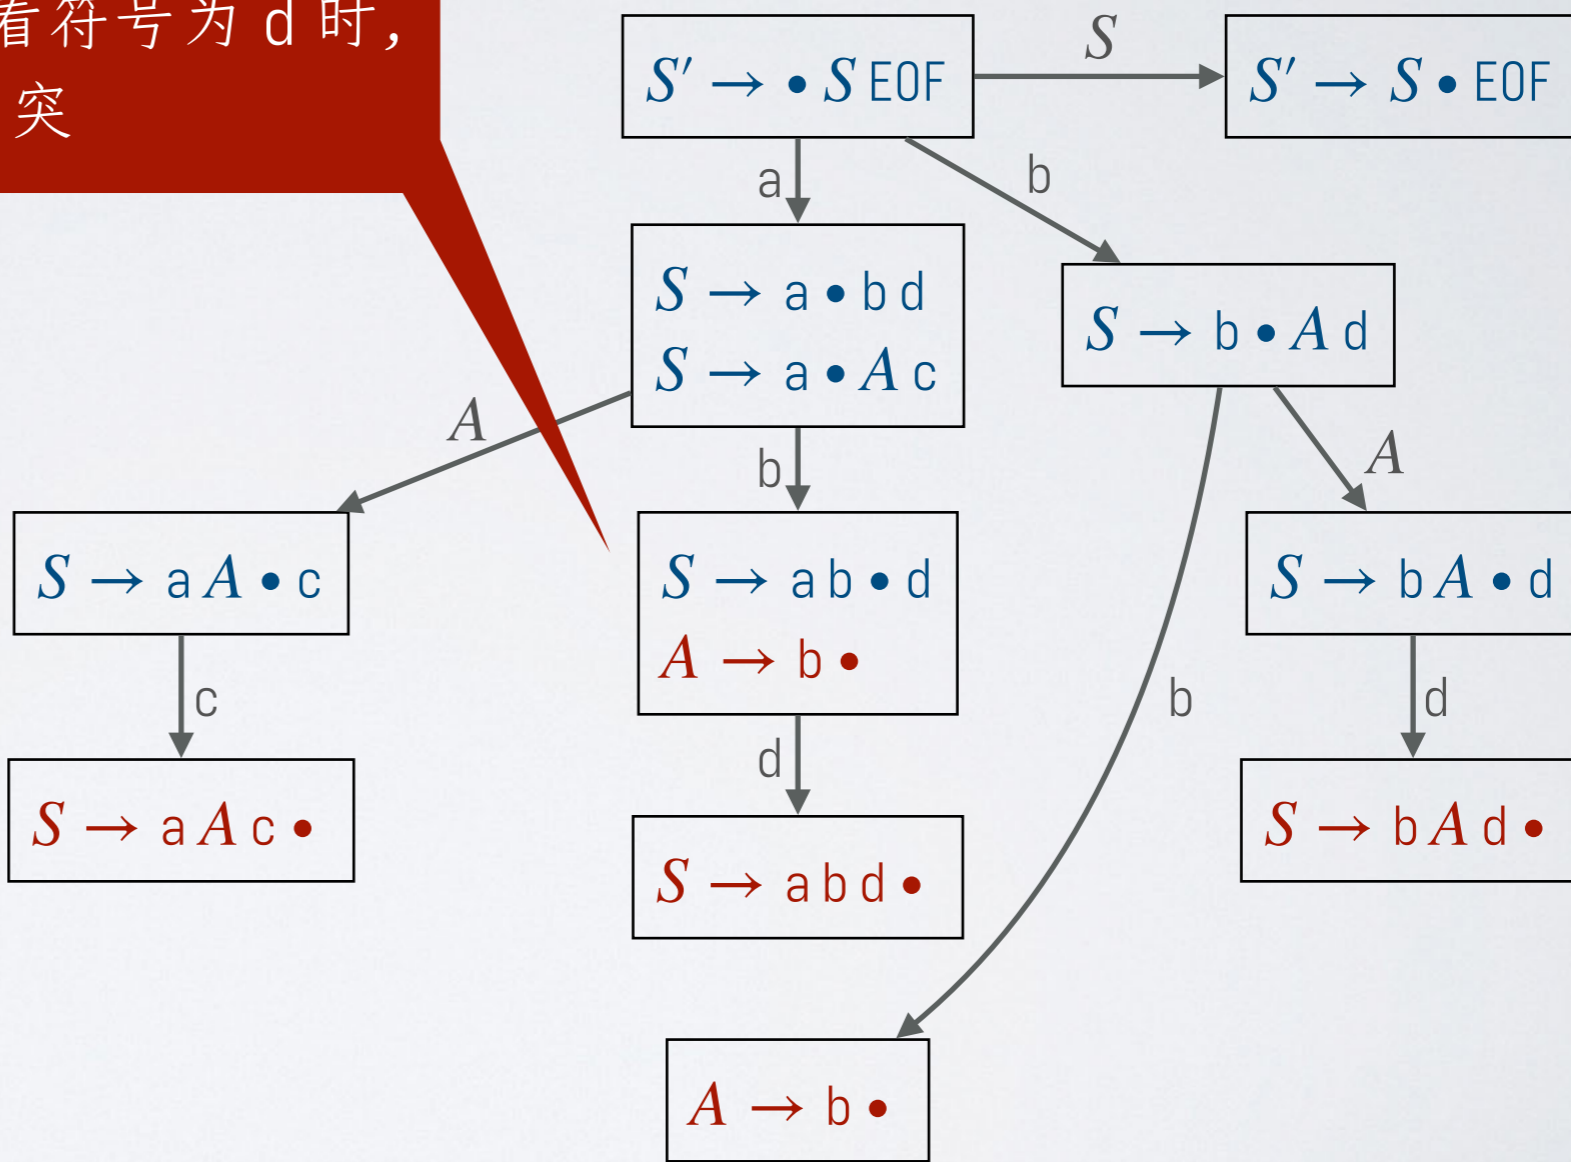 看符号为 d 时,
突
S′ → • S EOF
S
S′ → S • EOF
a
b
S → a • b d
S → a • A c
S → b • A d
A
b
A
S → a A • c
S → a b • d
A → b •
S → b A • d
c
d
b
d
S → a A c •
S → a b d •
S → b A d •
A → b •